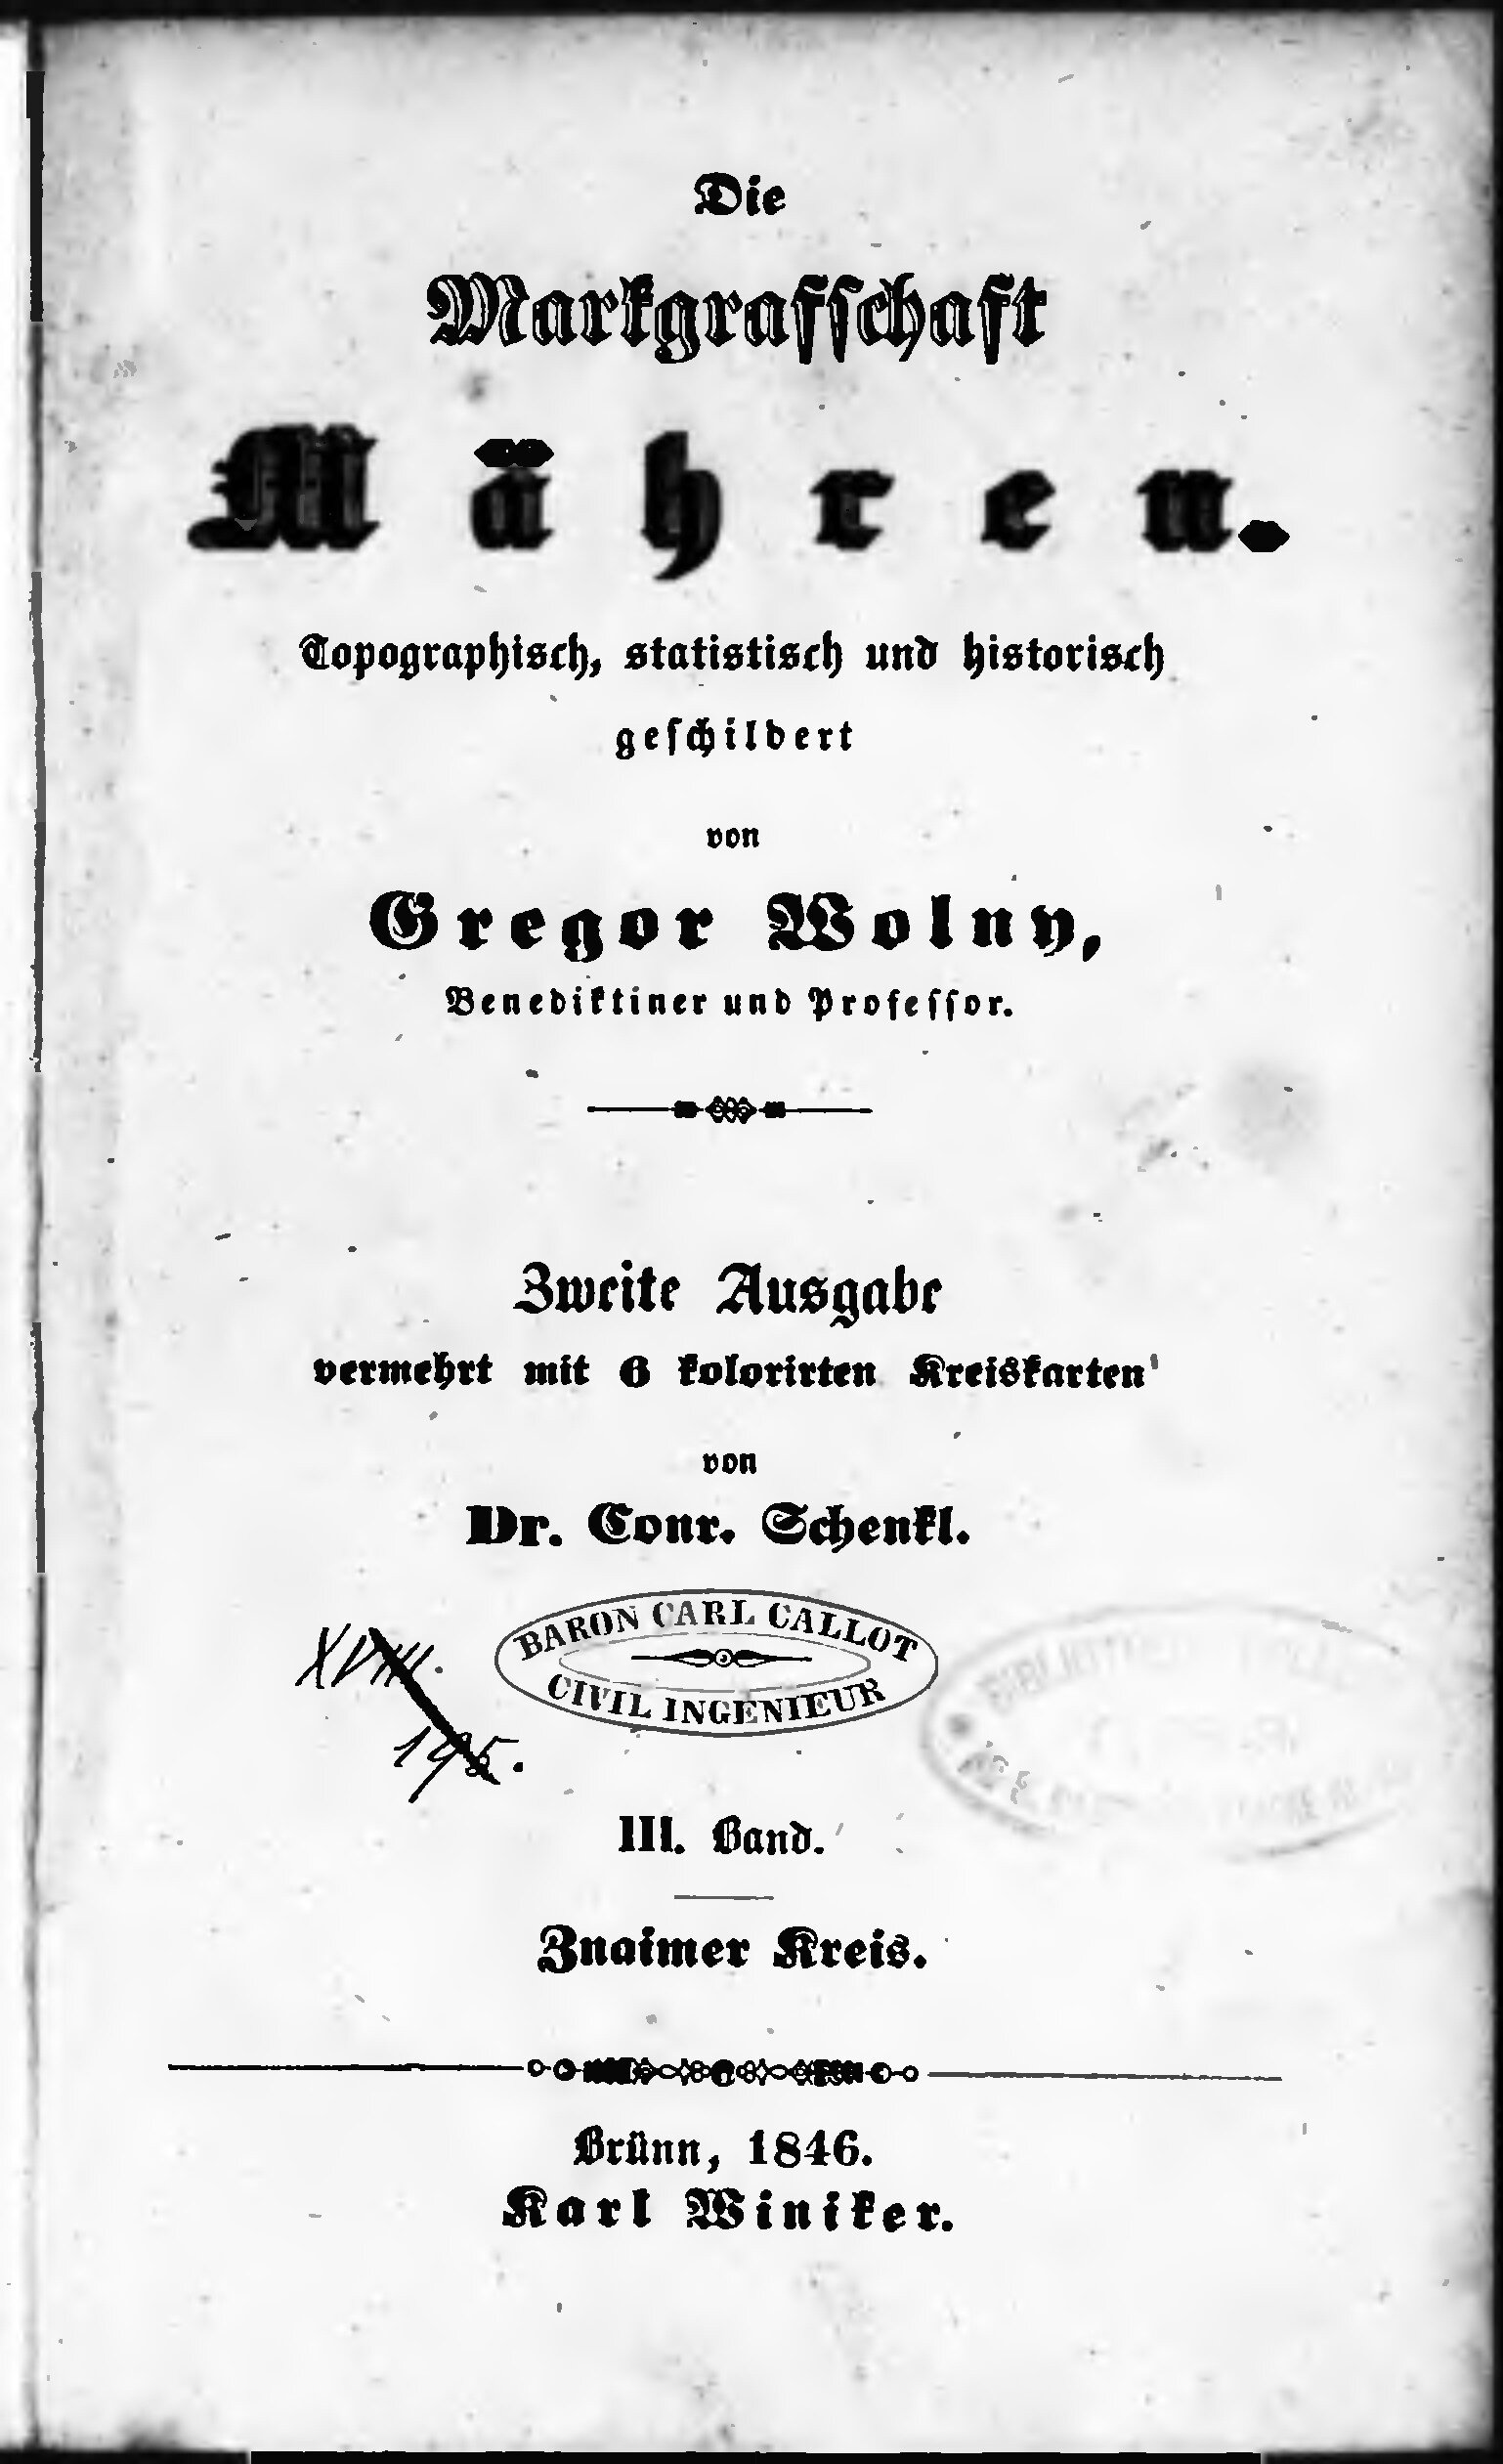 Die
Markgrafschaft
Mähren.
Topographisch, statistisch und historisch
geschildert
von
Gregor Wolny,
Benediktiner und Professor.
Zweite Ausgabe
vermehrt mit 6 kolorirten Kreiskarten
von
Dr. Conr. Schenkl.
BARON CARL CALLOT
CIVIL INGENIEUR
XVIII.
III. Band.
Znaimer Kreis.
Brünn, 1846.
Karl Winiker.